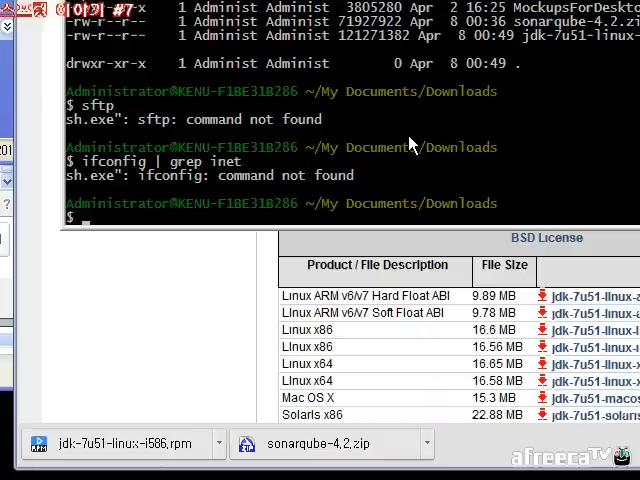 이야기 #7
1 Administ Administ 3805280 Apr 2 16:25 MockupsForDeskto
-rw-r--r-- 1 Administ Administ 71927922 Apr 8 00:36 sonarqube-4.2.zi
-rw-r--r-- 1 Administ Administ 121271382 Apr 8 00:49 jdk-7u51-linux-
drwxr-xr-x 1 Administ Administ 0 Apr 8 00:49 .
Administrator@KENU-F1BE31B286 ~/My Documents/Downloads
$ sftp
sh.exe": sftp: command not found
Administrator@KENU-F1BE31B286 ~/My Documents/Downloads
$ ifconfig | grep inet
sh.exe": ifconfig: command not found
Administrator@KENU-F1BE31B286 ~/My Documents/Downloads
$
BSD License
Product / File Description File Size
Linux ARM v6/v7 Hard Float ABI 9.89 MB jdk-7u51-linux-a
Linux ARM v6/v7 Soft Float ABI 9.78 MB jdk-7u51-linux-a
Linux x86 16.6 MB jdk-7u51-linux-i
Linux x86 16.56 MB jdk-7u51-linux-i
Linux x64 16.65 MB jdk-7u51-linux-x
Linux x64 16.58 MB jdk-7u51-linux-x
Mac OS X 15.3 MB jdk-7u51-macos
Solaris x86 22.88 MB jdk-7u51-solaris
jdk-7u51-linux-i586.rpm sonarqube-4.2.zip
afreecaTV